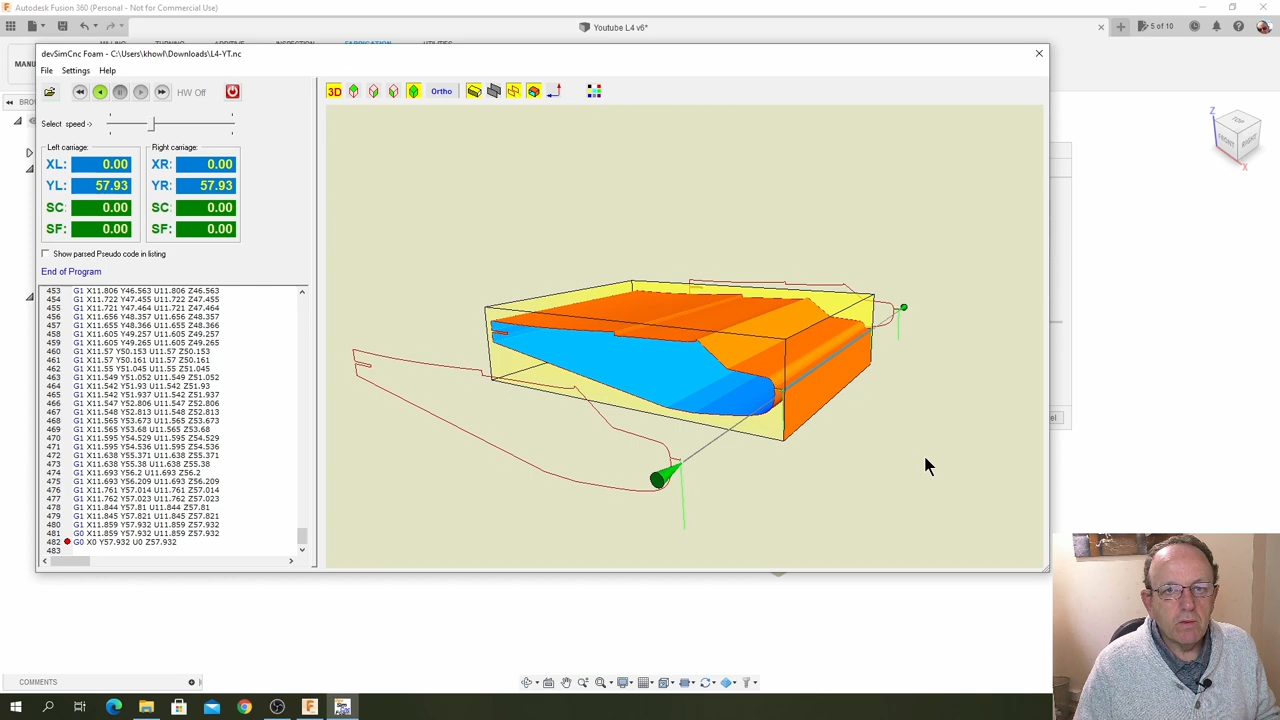 Autodesk Fusion 360 (Personal - Not for Commercial Use)
Youtube L4 v6*
5 of 10
MANU
BRO
devSimCnc Foam - C:\Users\khowl\Downloads\L4-YT.nc
File Settings Help
HW Off
3D
Ortho
Select speed ->
Left carriage: Right carriage:
XL: 0.00 XR: 0.00
YL: 57.93 YR: 57.93
SC: 0.00 SC: 0.00
SF: 0.00 SF: 0.00
Show parsed Pseudo code in listing
End of Program
453 G1 X11.806 Y46.563 U11.806 Z46.563
454 G1 X11.722 Y47.455 U11.722 Z47.455
455 G1 X11.721 Y47.464 U11.721 Z47.464
456 G1 X11.656 Y48.357 U11.656 Z48.357
457 G1 X11.655 Y48.366 U11.655 Z48.366
458 G1 X11.605 Y49.257 U11.605 Z49.257
459 G1 X11.605 Y49.265 U11.605 Z49.265
460 G1 X11.57 Y50.153 U11.57 Z50.153
461 G1 X11.57 Y50.161 U11.57 Z50.161
462 G1 X11.55 Y51.045 U11.55 Z51.045
463 G1 X11.549 Y51.052 U11.549 Z51.052
464 G1 X11.542 Y51.93 U11.542 Z51.93
465 G1 X11.542 Y51.937 U11.542 Z51.937
466 G1 X11.547 Y52.806 U11.547 Z52.806
467 G1 X11.548 Y52.813 U11.548 Z52.813
468 G1 X11.565 Y53.673 U11.565 Z53.673
469 G1 X11.565 Y53.68 U11.565 Z53.68
470 G1 X11.595 Y54.529 U11.595 Z54.529
471 G1 X11.595 Y54.536 U11.595 Z54.536
472 G1 X11.638 Y55.371 U11.638 Z55.371
473 G1 X11.638 Y55.38 U11.638 Z55.38
474 G1 X11.693 Y56.2 U11.693 Z56.2
475 G1 X11.693 Y56.209 U11.693 Z56.209
476 G1 X11.761 Y57.014 U11.761 Z57.014
477 G1 X11.762 Y57.023 U11.762 Z57.023
478 G1 X11.844 Y57.81 U11.844 Z57.81
479 G1 X11.845 Y57.821 U11.845 Z57.821
480 G1 X11.859 Y57.932 U11.859 Z57.932
481 G0 X11.859 Y57.932 U11.859 Z57.932
482 G0 X0 Y57.932 U0 Z57.932
483
Z
TOP
FRONT
RIGHT
X
COMMENTS